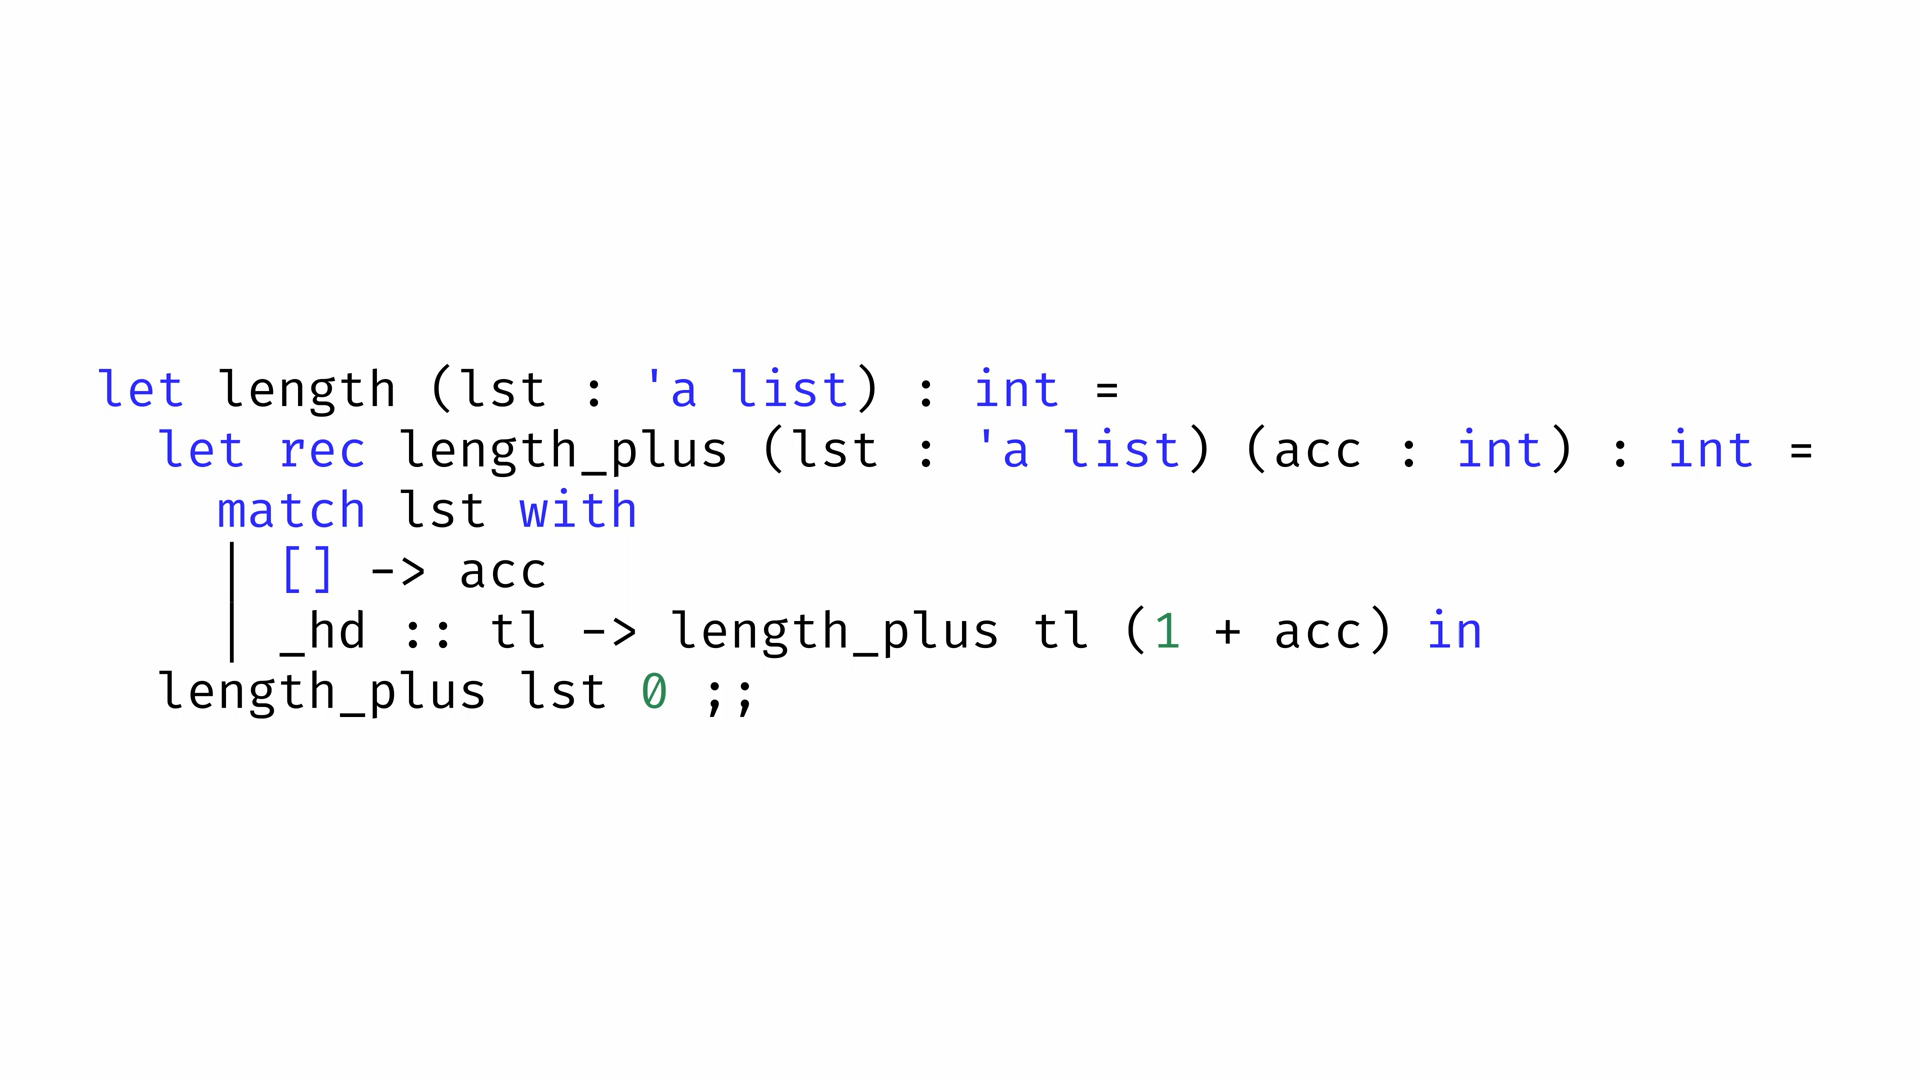 let length (lst : 'a list) : int =
  let rec length_plus (lst : 'a list) (acc : int) : int =
    match lst with
    | [] -> acc
    | _hd :: tl -> length_plus tl (1 + acc) in
  length_plus lst 0 ;;